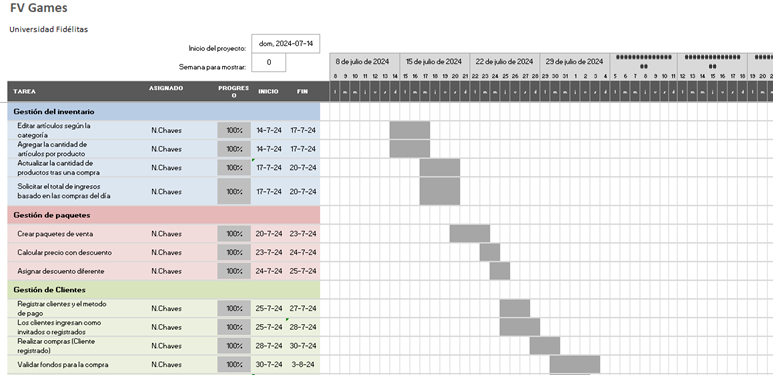 FV Games
Universidad Fidélitas
Inicio del proyecto: dom, 2024-07-14
Semana para mostrar: 0
8 de julio de 2024 15 de julio de 2024 22 de julio de 2024 29 de julio de 2024
8 9 10 11 12 13 14 15 16 17 18 19 20 21 22 23 24 25 26 27 28 29 30 31 1 2 3 4 5 6 7 8 9 10 11 12 13 14 15 16 17 18 19 20
TAREA ASIGNADO PROGRESO INICIO FIN
Gestión del inventario
Editar artículos según la
categoría N.Chaves 100% 14-7-24 17-7-24
Agregar la cantidad de
artículos por producto N.Chaves 100% 14-7-24 17-7-24
Actualizar la cantidad de
productos tras una compra N.Chaves 100% 17-7-24 20-7-24
Solicitar el total de ingresos
basado en las compras del día N.Chaves 100% 17-7-24 20-7-24
Gestión de paquetes
Crear paquetes de venta N.Chaves 100% 20-7-24 23-7-24
Calcular precio con descuento N.Chaves 100% 23-7-24 24-7-24
Asignar descuento diferente N.Chaves 100% 24-7-24 25-7-24
Gestión de Clientes
Registrar clientes y el metodo
de pago N.Chaves 100% 25-7-24 27-7-24
Los clientes ingresan como
invitados o registrados N.Chaves 100% 25-7-24 28-7-24
Realizar compras (Cliente
registrado) N.Chaves 100% 28-7-24 30-7-24
Validar fondos para la compra N.Chaves 100% 30-7-24 3-8-24